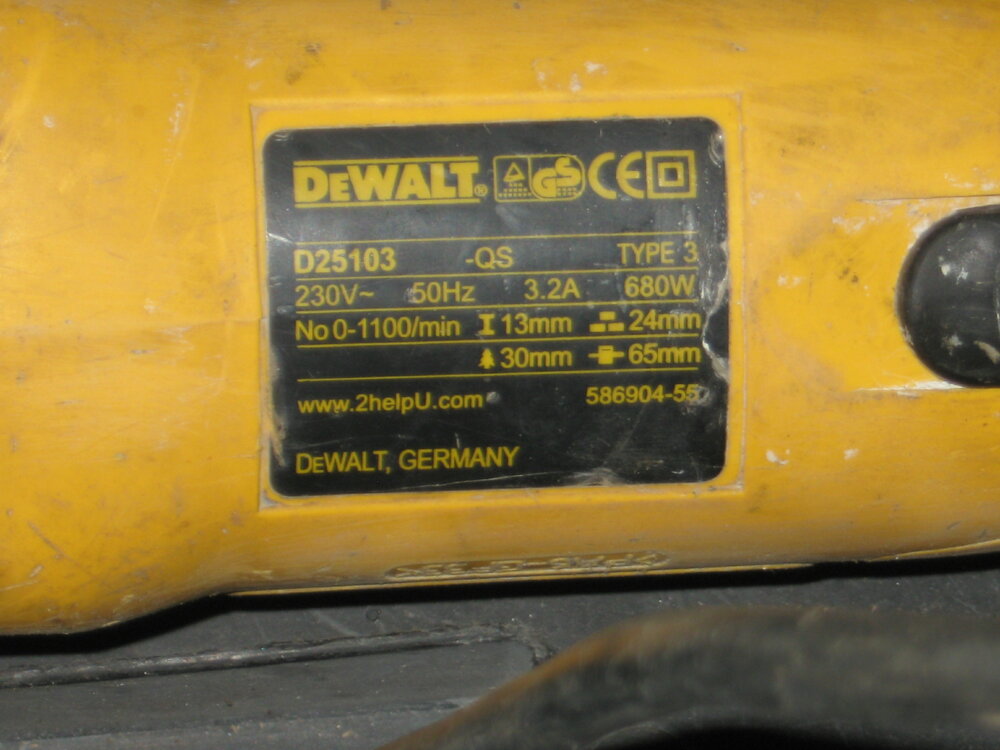 DEWALT®
GS CE
D25103 -QS TYPE 3
230V~ 50Hz 3.2A 680W
No 0-1100/min 13mm 24mm
30mm 65mm
www.2helpU.com 586904-55
DEWALT, GERMANY